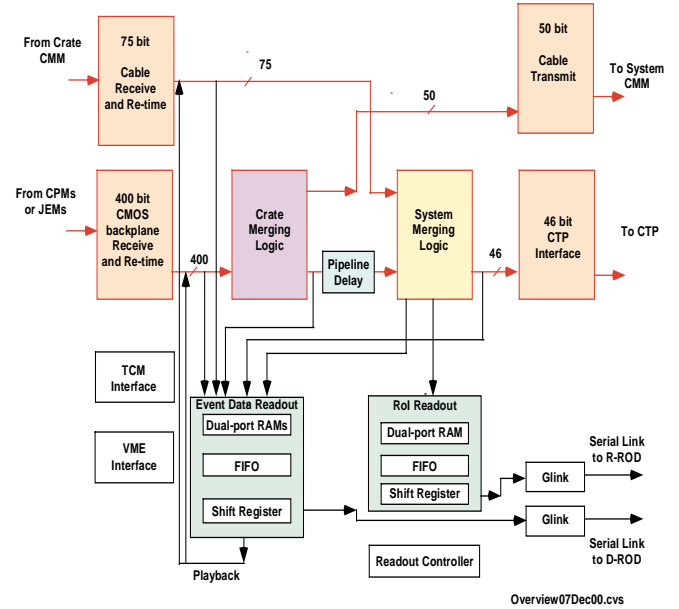 From Crate
CMM
75 bit
Cable
Receive
and Re-time
75
50
50 bit
Cable
Transmit
To System
CMM
From CPMs
or JEMs
400 bit
CMOS
backplane
Receive
and Re-time
400
Crate
Merging
Logic
Pipeline
Delay
System
Merging
Logic
46
46 bit
CTP
Interface
To CTP
TCM
Interface
VME
Interface
Event Data Readout
Dual-port RAMs
FIFO
Shift Register
RoI Readout
Dual-port RAM
FIFO
Shift Register
Glink
Serial Link
to R-ROD
Glink
Serial Link
to D-ROD
Readout Controller
Playback
Overview07Dec00.cvs